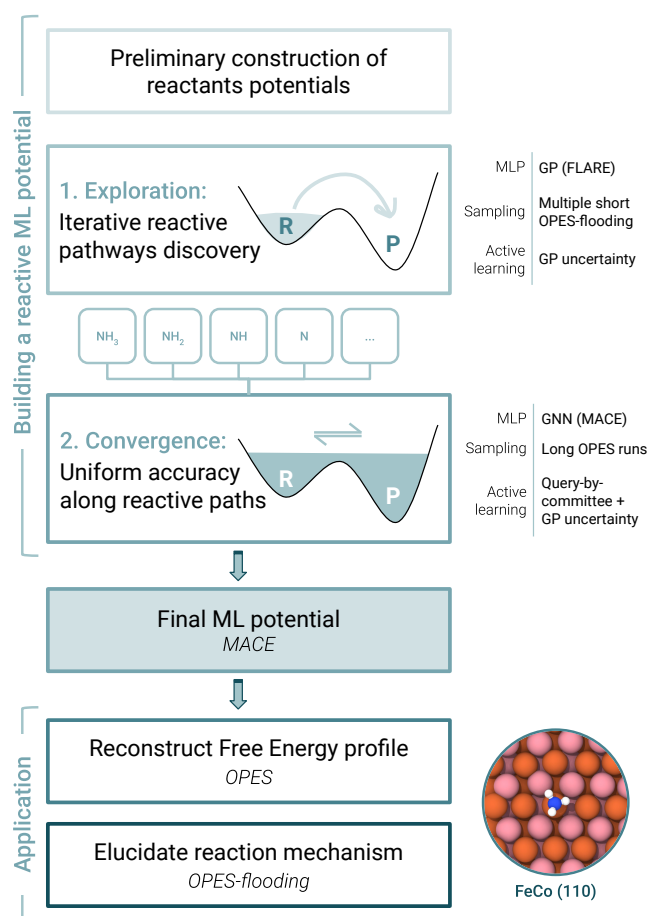 Building a reactive ML potential
Preliminary construction of
reactants potentials
1. Exploration:
Iterative reactive
pathways discovery
R
P
MLP GP (FLARE)
Sampling Multiple short
OPES-flooding
Active
learning GP uncertainty
NH₃ NH₂ NH N ...
2. Convergence:
Uniform accuracy
along reactive paths
R
P
MLP GNN (MACE)
Sampling Long OPES runs
Active
learning Query-by-
committee +
GP uncertainty
Final ML potential
MACE
Application
Reconstruct Free Energy profile
OPES
Elucidate reaction mechanism
OPES-flooding
FeCo (110)